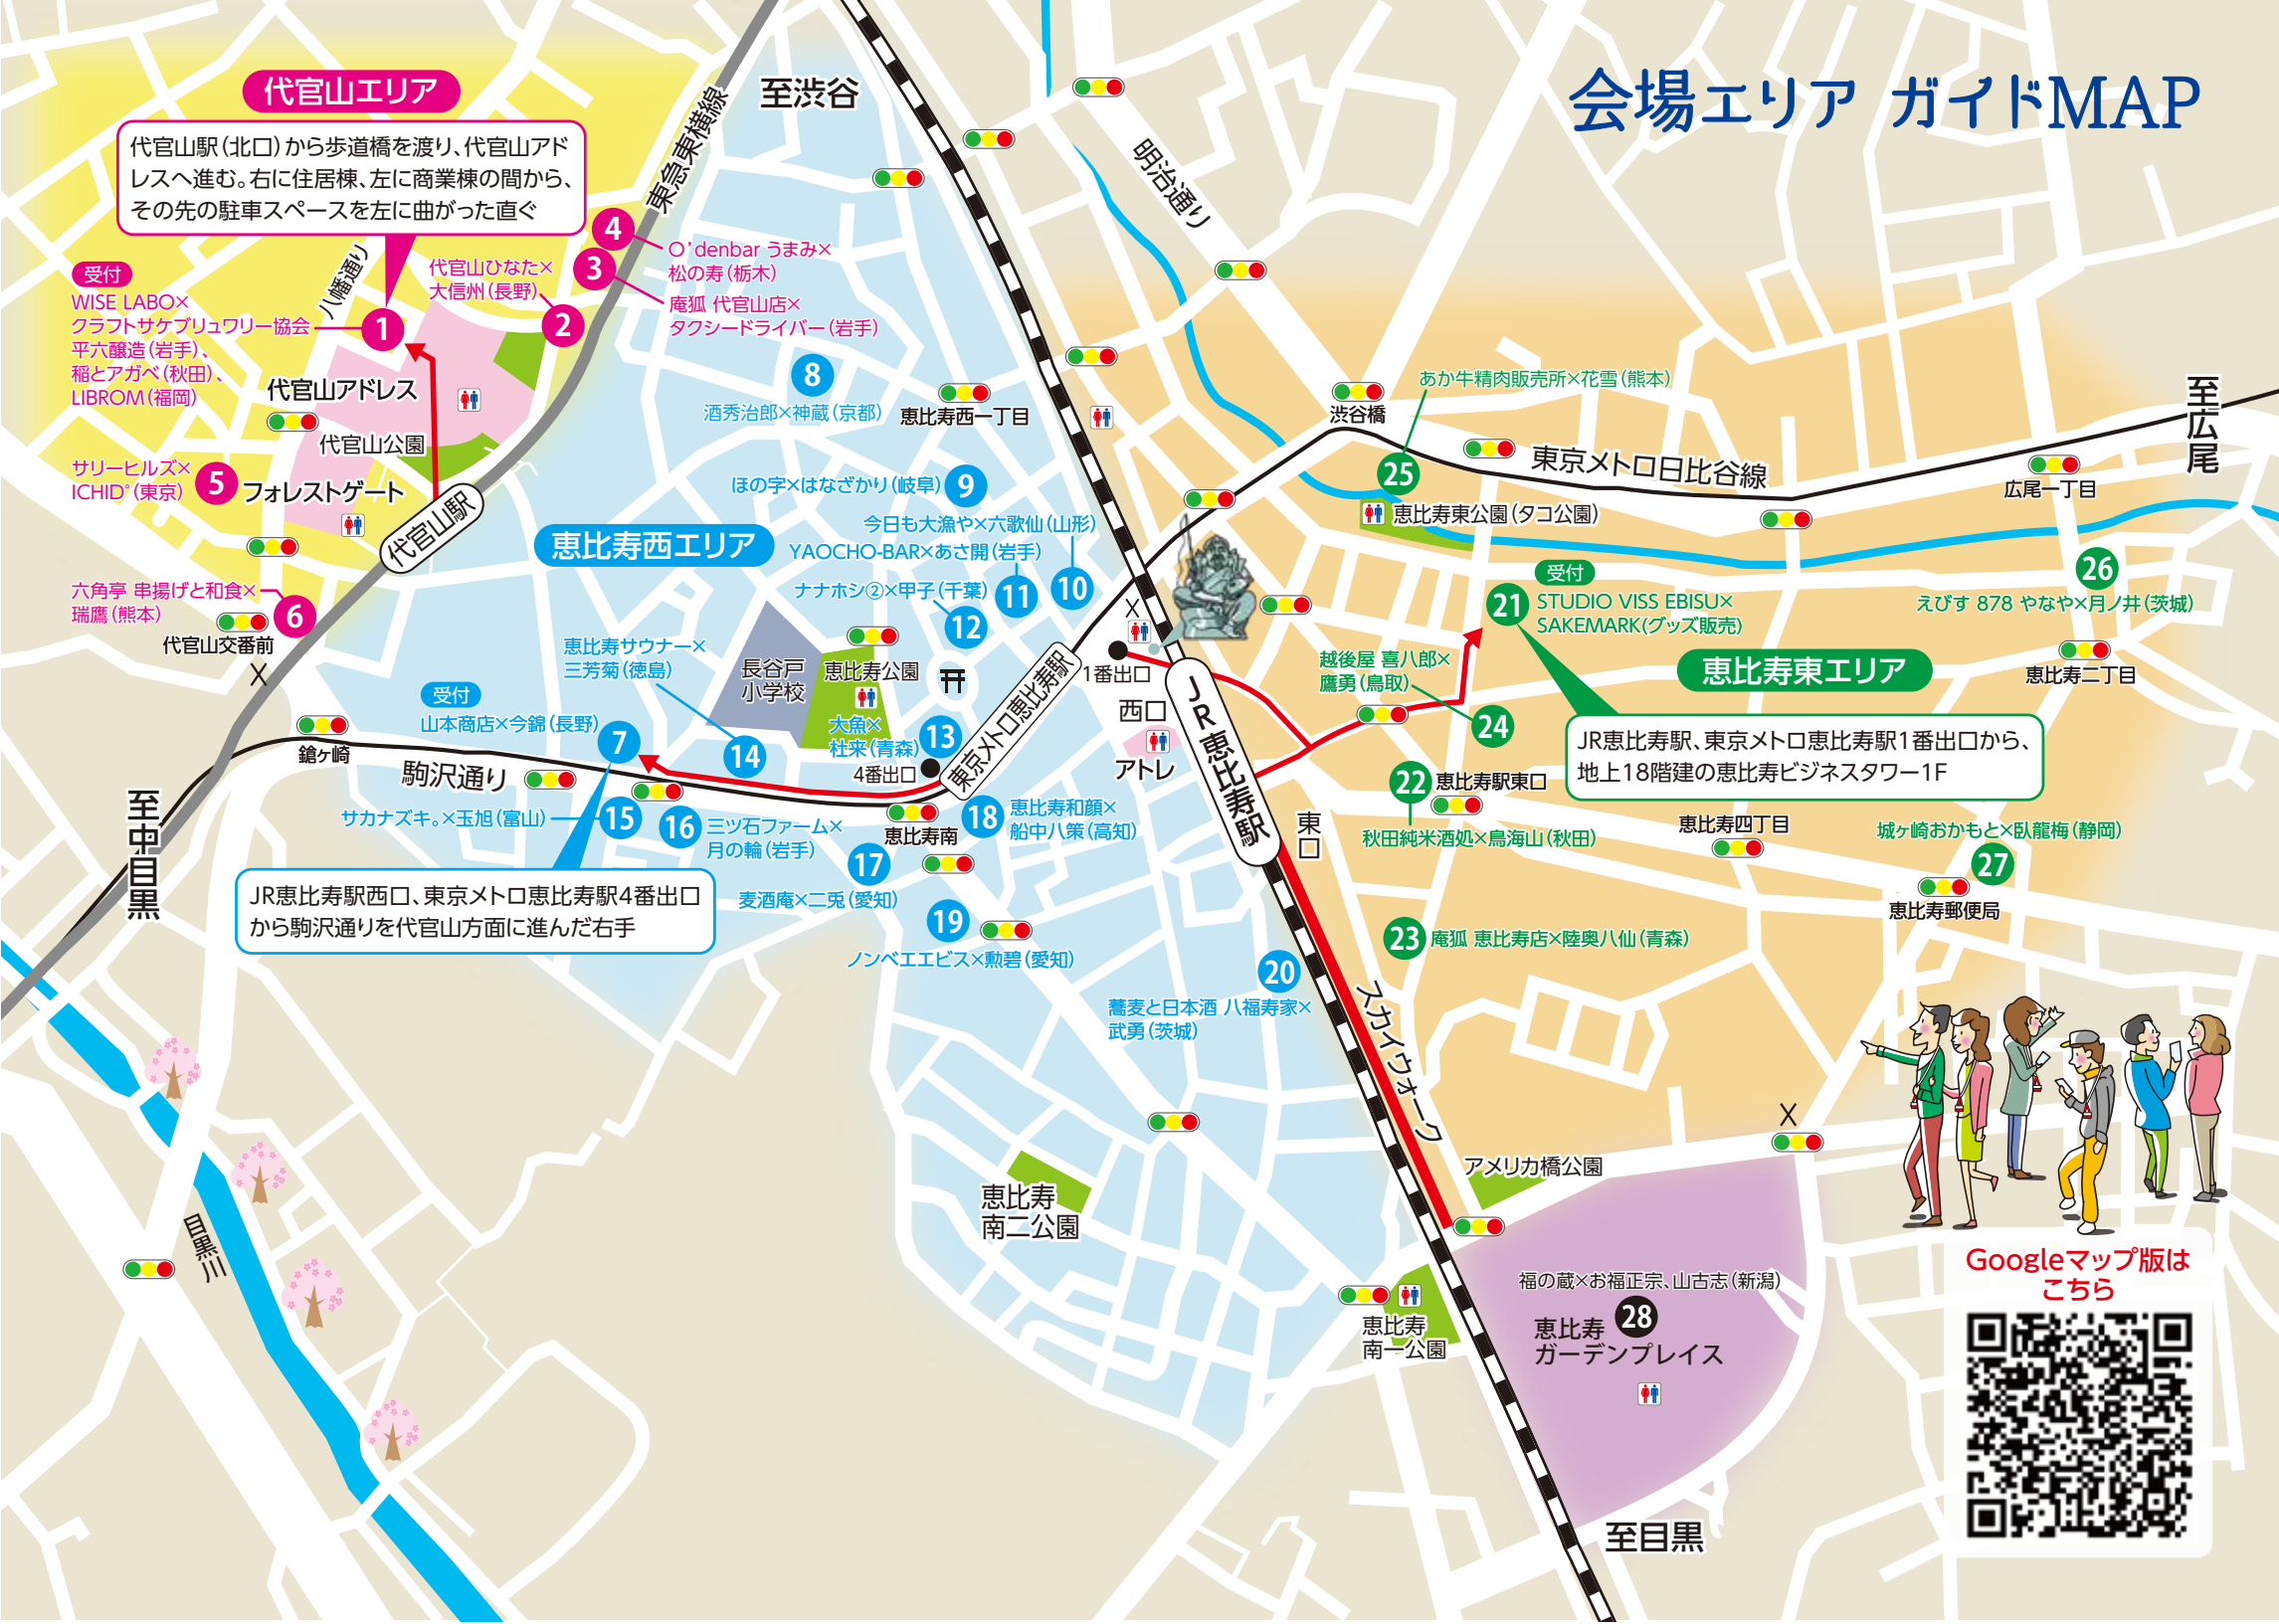 会場エリア ガイドMAP
代官山エリア
代官山駅(北口)から歩道橋を渡り、代官山アド
レスへ進む。右に住居棟、左に商業棟の間から、
その先の駐車スペースを左に曲がった直ぐ
至渋谷
東急東横線
明治通り
八幡通り
4
O'denbar うまみ×
松の寿(栃木)
3
庵狐 代官山店×
タクシードライバー(岩手)
代官山ひなた×
大信州(長野)
2
受付
WISE LABO×
クラフトサケブリュワリー協会
平六醸造(岩手)、
稲とアガベ(秋田)、
LIBROM(福岡)
1
代官山アドレス
代官山公園
サリーヒルズ×
ICHID°(東京)
5
フォレストゲート
代官山駅
六角亭 串揚げと和食×
瑞鷹(熊本)
6
代官山交番前
X
8
酒秀治郎×神蔵(京都)
恵比寿西一丁目
ほの字×はなざかり(岐阜)
9
恵比寿西エリア
今日も大漁や×六歌仙(山形)
10
YAOCHO-BAR×あさ開(岩手)
11
ナナホシ②×甲子(千葉)
12
恵比寿サウナー×
三芳菊(徳島)
14
長谷戸
小学校
恵比寿公園
大魚×
杜来(青森)
13
4番出口
東京メトロ恵比寿駅
受付
山本商店×今錦(長野)
7
鎗ヶ崎
駒沢通り
至中目黒
サカナズキ。×玉旭(富山)
15
16
三ツ石ファーム×
月の輪(岩手)
17
麦酒庵×二兎(愛知)
恵比寿南
18
恵比寿和顔×
船中八策(高知)
JR恵比寿駅西口、東京メトロ恵比寿駅4番出口
から駒沢通りを代官山方面に進んだ右手
19
ノンベエエビス×勲碧(愛知)
20
蕎麦と日本酒 八福寿家×
武勇(茨城)
X
1番出口
西口
アトレ
JR恵比寿駅
東口
スカイウォーク
渋谷橋
あか牛精肉販売所×花雪(熊本)
25
東京メトロ日比谷線
至広尾
広尾一丁目
恵比寿東公園(タコ公園)
受付
21
STUDIO VISS EBISU×
SAKEMARK(グッズ販売)
26
えびす 878 やなや×月ノ井(茨城)
恵比寿東エリア
恵比寿二丁目
越後屋 喜八郎×
鷹勇(鳥取)
24
JR恵比寿駅、東京メトロ恵比寿駅1番出口から、
地上18階建の恵比寿ビジネスタワー1F
22
恵比寿駅東口
秋田純米酒処×鳥海山(秋田)
恵比寿四丁目
城ヶ崎おかもと×臥龍梅(静岡)
27
恵比寿郵便局
23
庵狐 恵比寿店×陸奥八仙(青森)
X
アメリカ橋公園
恵比寿
南二公園
目黒川
恵比寿
南一公園
福の蔵×お福正宗、山古志(新潟)
28
恵比寿
ガーデンプレイス
至目黒
Googleマップ版は
こちら